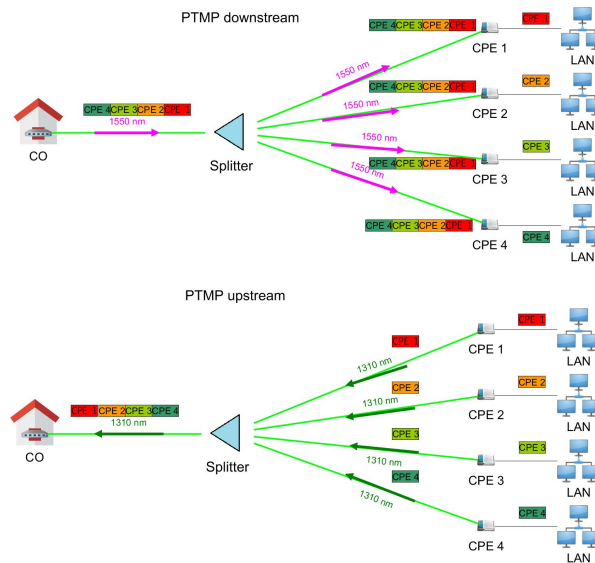 PTMP downstream
CPE 4 CPE 3 CPE 2 CPE 1
CPE 1
CPE 1
LAN
1550 nm
CPE 4 CPE 3 CPE 2 CPE 1
CPE 2
CPE 2
LAN
1550 nm
CPE 4 CPE 3 CPE 2 CPE 1
1550 nm
CO
Splitter
1550 nm
CPE 3
CPE 4 CPE 3 CPE 2 CPE 1
CPE 3
LAN
1550 nm
CPE 4 CPE 3 CPE 2 CPE 1
CPE 4
CPE 4
LAN
PTMP upstream
CPE 1
CPE 1
CPE 1
LAN
1310 nm
CPE 2
CPE 2
CPE 2
LAN
1310 nm
CPE 1 CPE 2 CPE 3 CPE 4
1310 nm
CO
Splitter
CPE 3
CPE 3
1310 nm
CPE 3
LAN
CPE 4
CPE 4
1310 nm
CPE 4
LAN